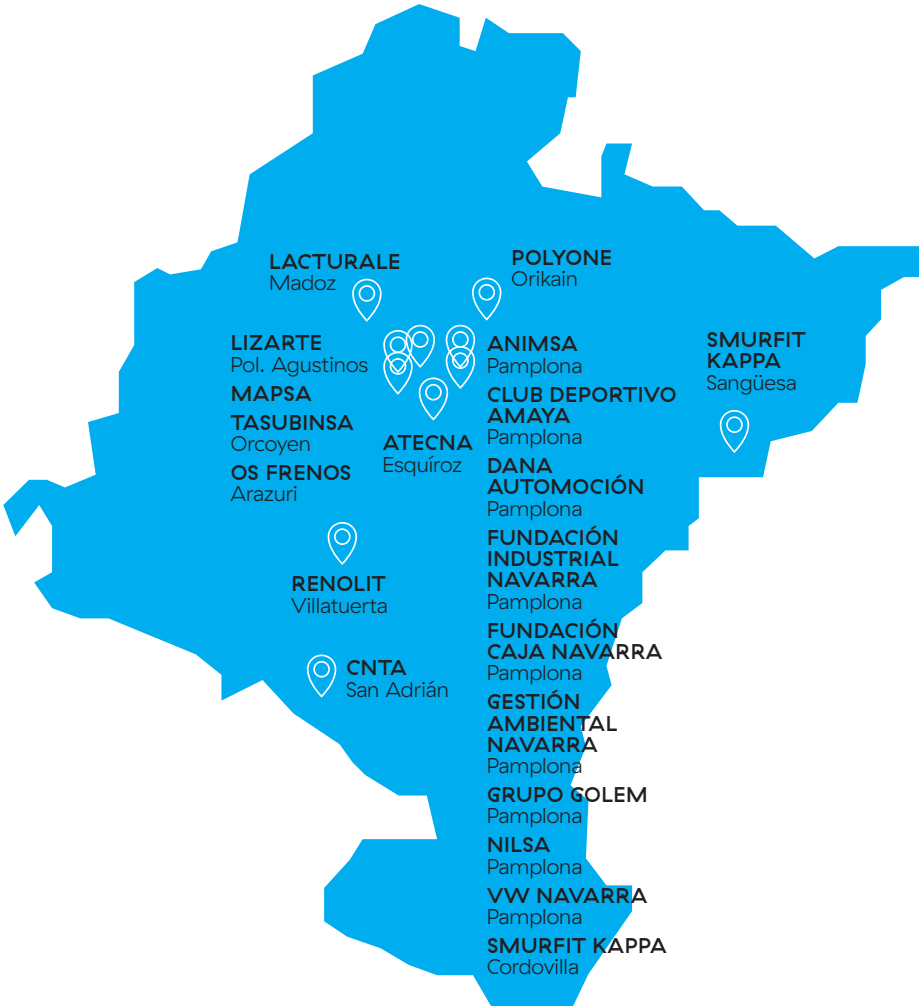 LACTURALE
Madoz
POLYONE
Orikain
LIZARTE
Pol. Agustinos
MAPSA
TASUBINSA
Orcoyen
OS FRENOS
Arazuri
ATECNA
Esquíroz
RENOLIT
Villatuerta
CNTA
San Adrián
ANIMSA
Pamplona
CLUB DEPORTIVO
AMAYA
Pamplona
DANA
AUTOMOCIÓN
Pamplona
FUNDACIÓN
INDUSTRIAL
NAVARRA
Pamplona
FUNDACIÓN
CAJA NAVARRA
Pamplona
GESTIÓN
AMBIENTAL
NAVARRA
Pamplona
GRUPO GOLEM
Pamplona
NILSA
Pamplona
VW NAVARRA
Pamplona
SMURFIT KAPPA
Cordovilla
SMURFIT
KAPPA
Sangüesa